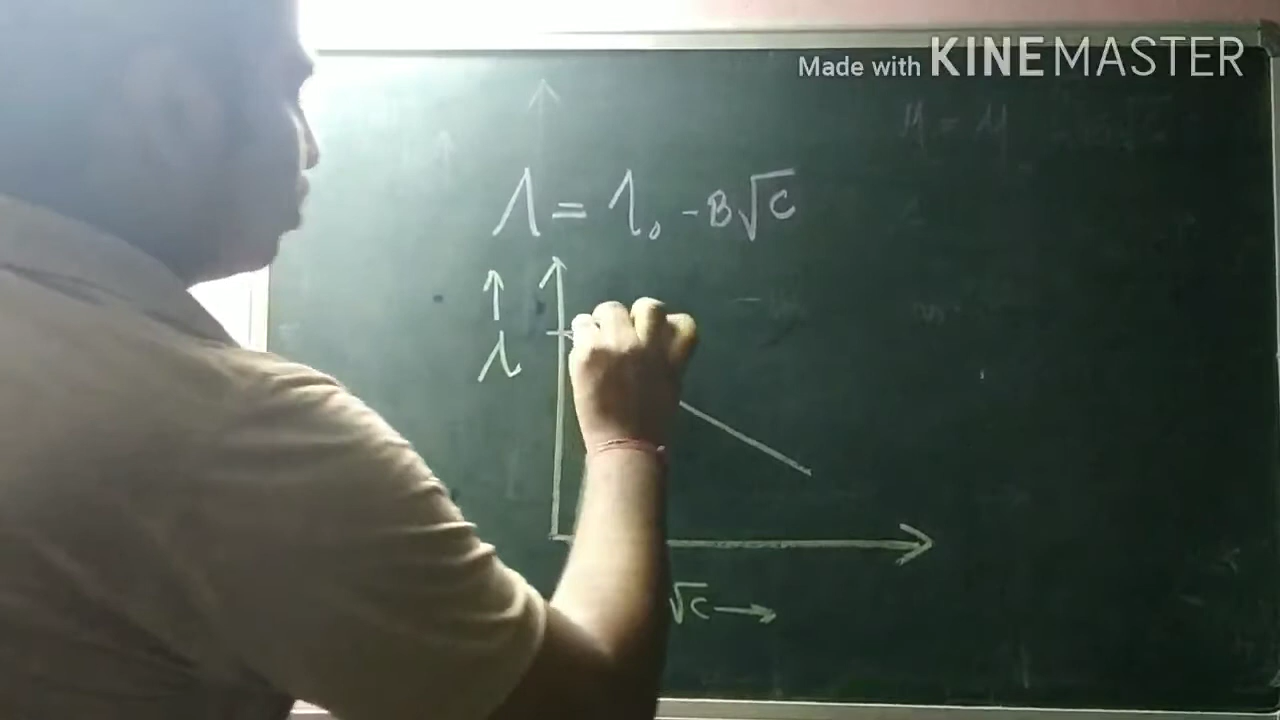 Made with KINEMASTER
Λ = Λ₀ - B√C
Λ
√C